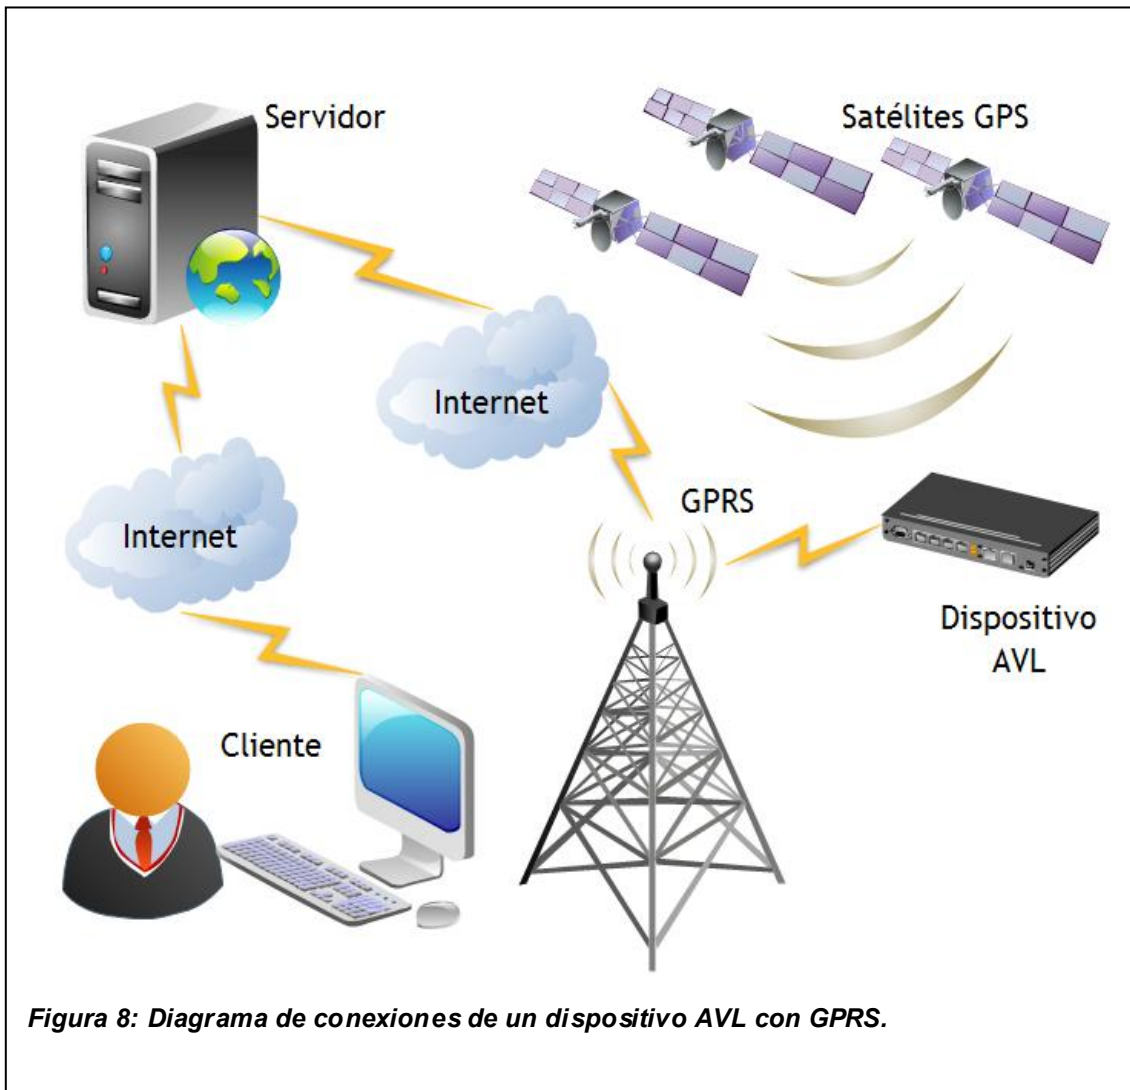 Servidor
Satélites GPS
Internet
GPRS
Internet
Dispositivo
AVL
Cliente
Figura 8: Diagrama de conexiones de un dispositivo AVL con GPRS.